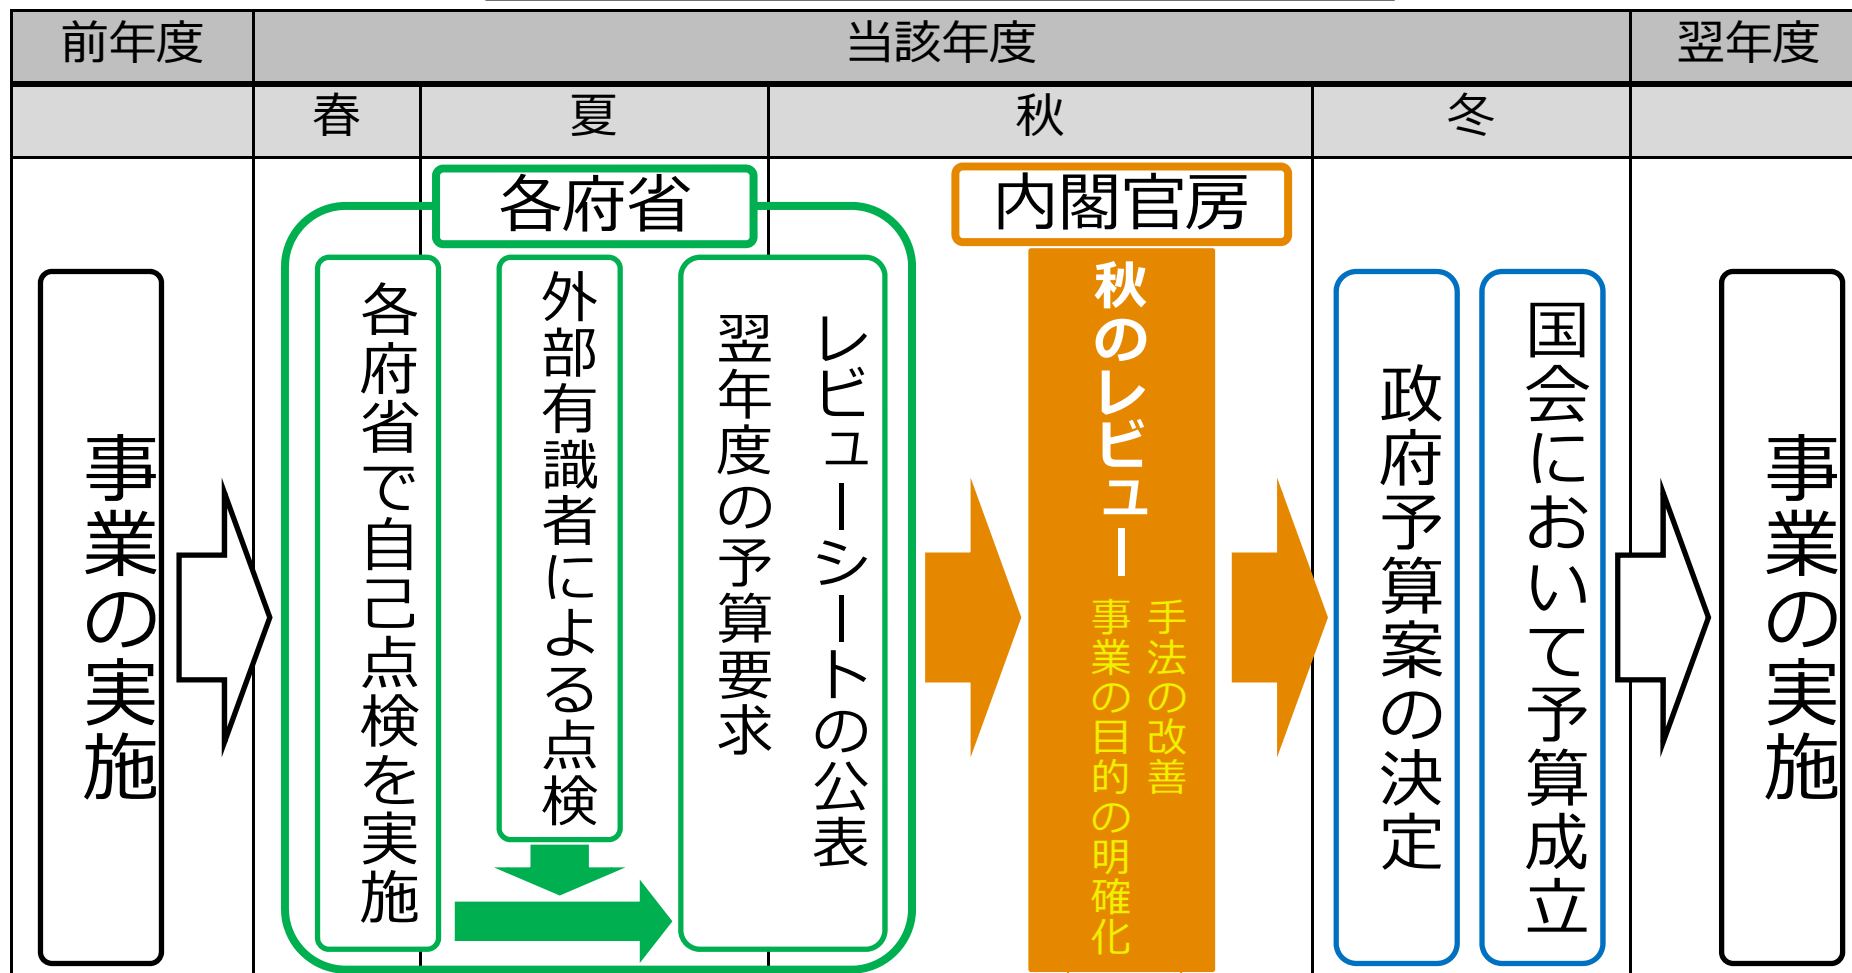 前年度
当該年度
翌年度
春
夏
秋
冬
各府省
内閣官房
事業の実施
各府省で自己点検を実施
外部有識者による点検
レビューシートの公表
翌年度の予算要求
秋のレビュー
手法の改善
事業の目的の明確化
政府予算案の決定
国会において予算成立
事業の実施